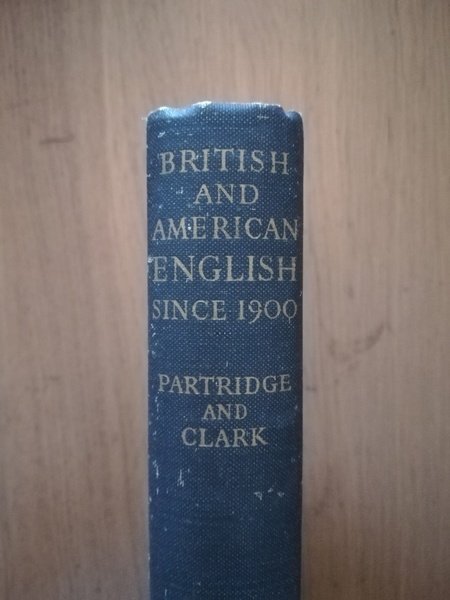 BRITISH
AND
AMERICAN
ENGLISH
SINCE 1900
PARTRIDGE
AND
CLARK